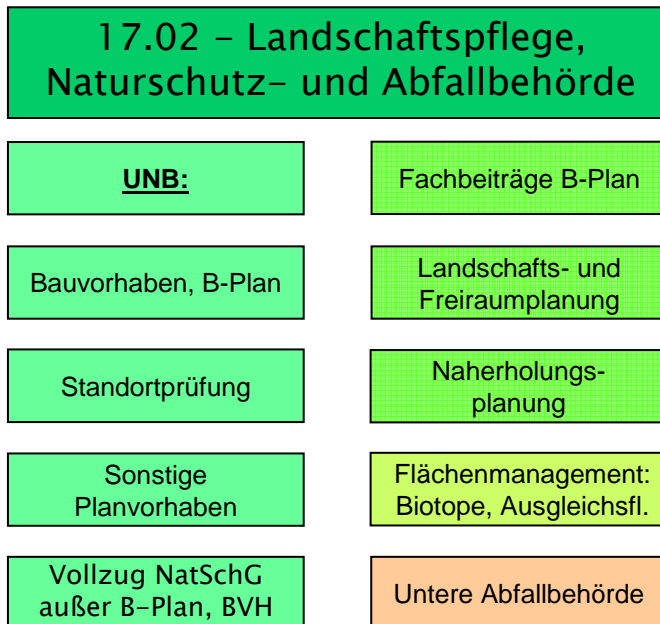 17.02 – Landschaftspflege,
Naturschutz- und Abfallbehörde
UNB:
Bauvorhaben, B-Plan
Standortprüfung
Sonstige
Planvorhaben
Vollzug NatSchG
außer B-Plan, BVH
Fachbeiträge B-Plan
Landschafts- und
Freiraumplanung
Naherholungs-
planung
Flächenmanagement:
Biotope, Ausgleichsfl.
Untere Abfallbehörde